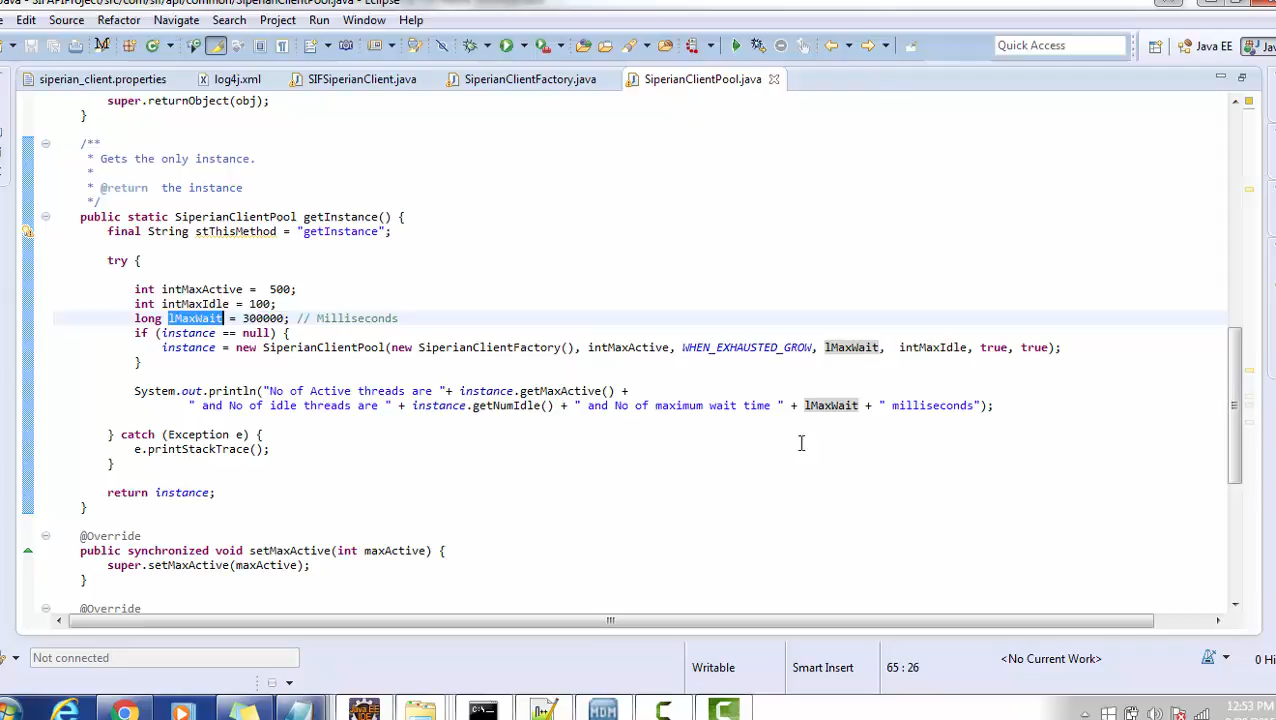 Edit Source Refactor Navigate Search Project Run Window Help
Quick Access
Java EE
siperian_client.properties log4j.xml SIFSiperianClient.java SiperianClientFactory.java SiperianClientPool.java
super.returnObject(obj);
}
/**
* Gets the only instance.
*
* @return the instance
*/
public static SiperianClientPool getInstance() {
final String stThisMethod = "getInstance";
try {
int intMaxActive = 500;
int intMaxIdle = 100;
long lMaxWait = 300000; // Milliseconds
if (instance == null) {
instance = new SiperianClientPool(new SiperianClientFactory(), intMaxActive, WHEN_EXHAUSTED_GROW, lMaxWait, intMaxIdle, true, true);
}
System.out.println("No of Active threads are "+ instance.getMaxActive() +
" and No of idle threads are " + instance.getNumIdle() + " and No of maximum wait time " + lMaxWait + " milliseconds");
} catch (Exception e) {
e.printStackTrace();
}
return instance;
}
@Override
public synchronized void setMaxActive(int maxActive) {
super.setMaxActive(maxActive);
}
@Override
Not connected
Writable Smart Insert 65 : 26 <No Current Work>
MDM
12:53 PM